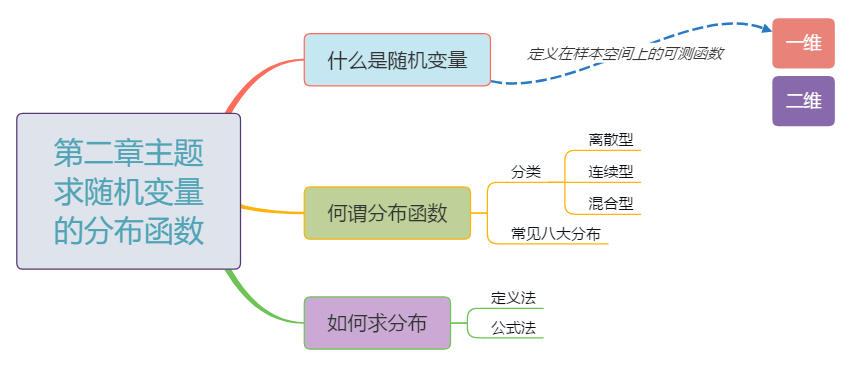 第二章主题
求随机变量
的分布函数
什么是随机变量
定义在样本空间上的可测函数
一维
二维
何谓分布函数
分类
离散型
连续型
混合型
常见八大分布
如何求分布
定义法
公式法